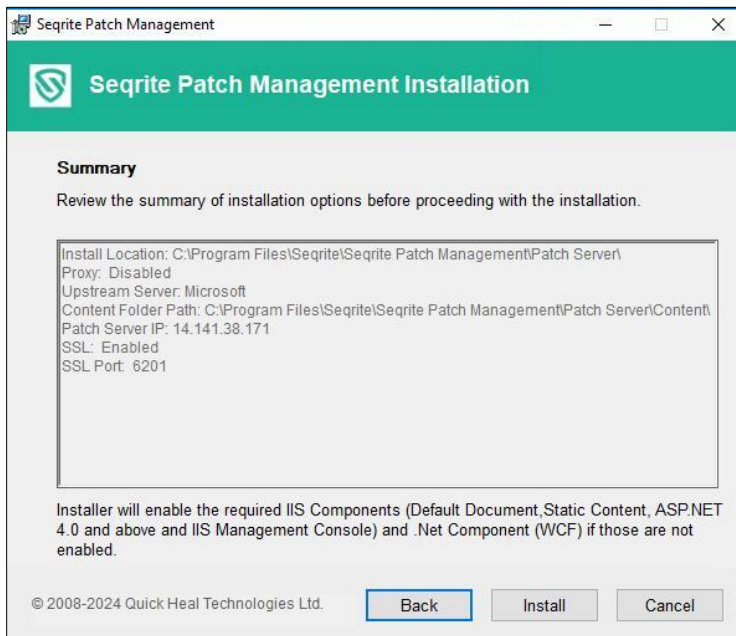 Seqrite Patch Management
Seqrite Patch Management Installation
Summary
Review the summary of installation options before proceeding with the installation.
Install Location: C:\Program Files\Seqrite\Seqrite Patch Management\Patch Server\
Proxy: Disabled
Upstream Server: Microsoft
Content Folder Path: C:\Program Files\Seqrite\Seqrite Patch Management\Patch Server\Content\
Patch Server IP: 14.141.38.171
SSL: Enabled
SSL Port: 6201
Installer will enable the required IIS Components (Default Document,Static Content, ASP.NET
4.0 and above and IIS Management Console) and .Net Component (WCF) if those are not
enabled.
© 2008-2024 Quick Heal Technologies Ltd.
Back
Install
Cancel